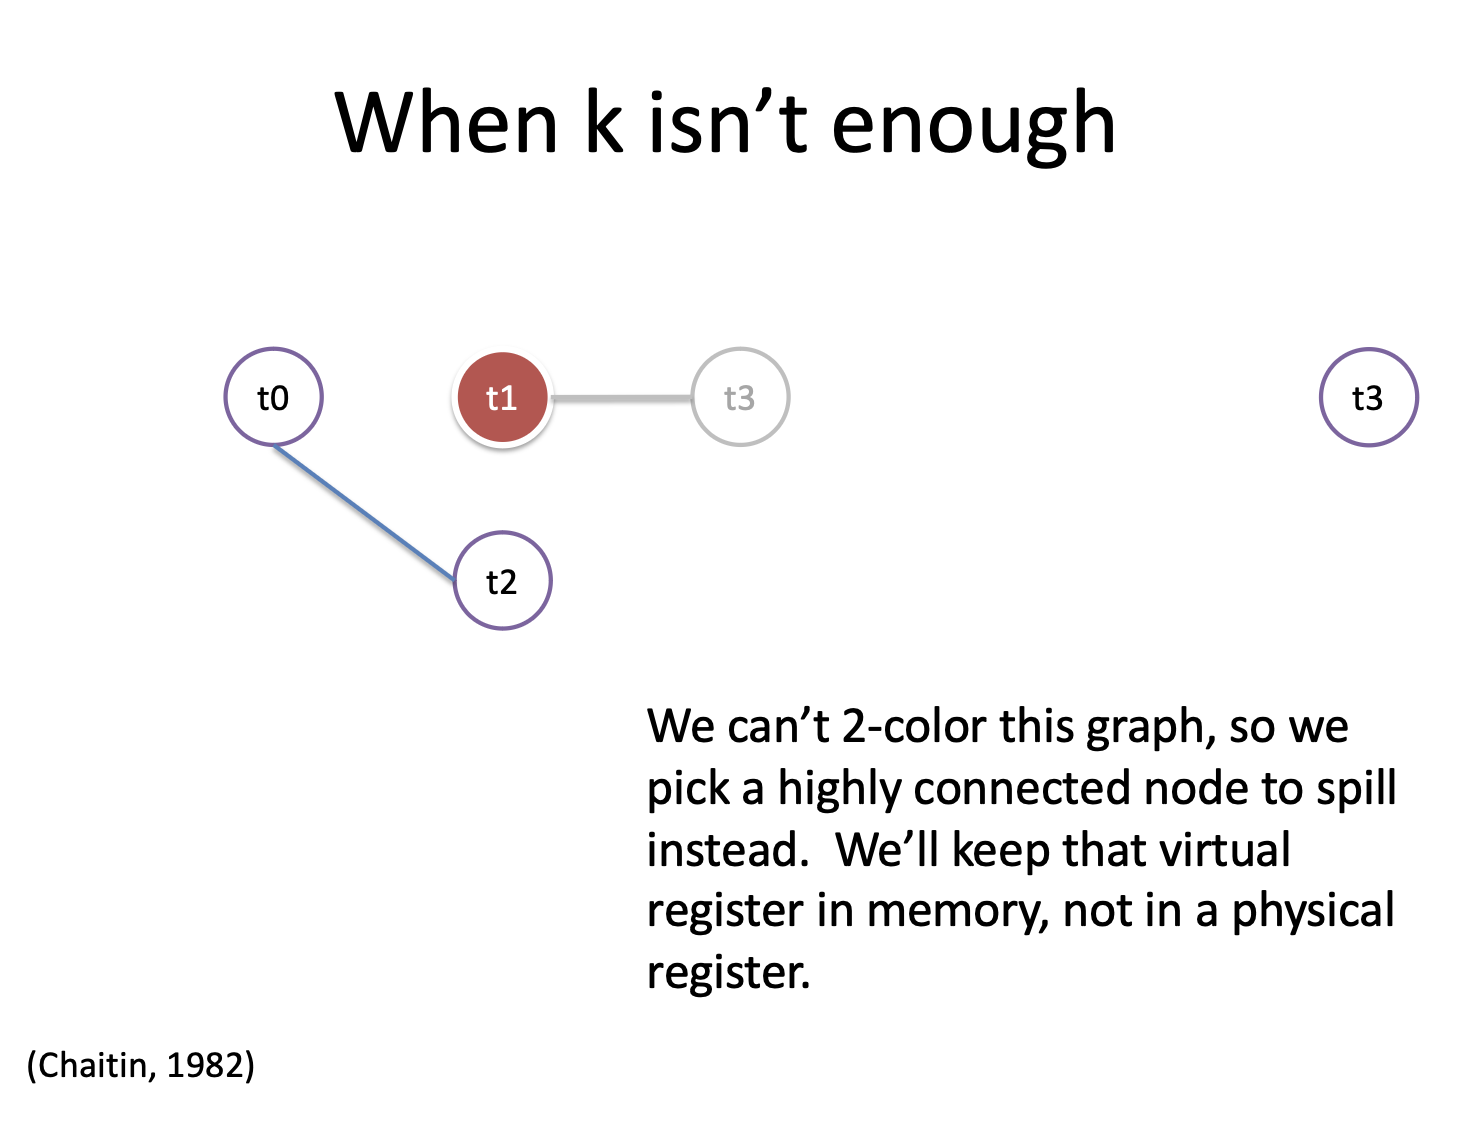 When k isn’t enough
t0
t1
t3
t3
t2
We can’t 2-color this graph, so we
pick a highly connected node to spill
instead.  We’ll keep that virtual
register in memory, not in a physical
register.
(Chaitin, 1982)